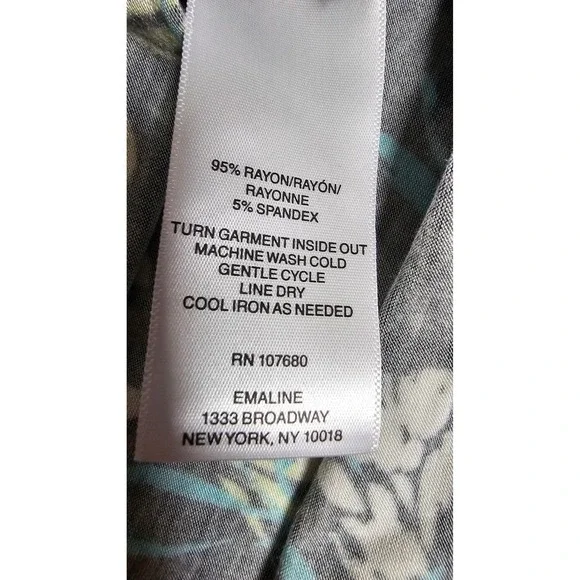 95% RAYON/RAYÓN/
RAYONNE
5% SPANDEX
TURN GARMENT INSIDE OUT
MACHINE WASH COLD
GENTLE CYCLE
LINE DRY
COOL IRON AS NEEDED
RN 107680
EMALINE
1333 BROADWAY
NEW YORK, NY 10018